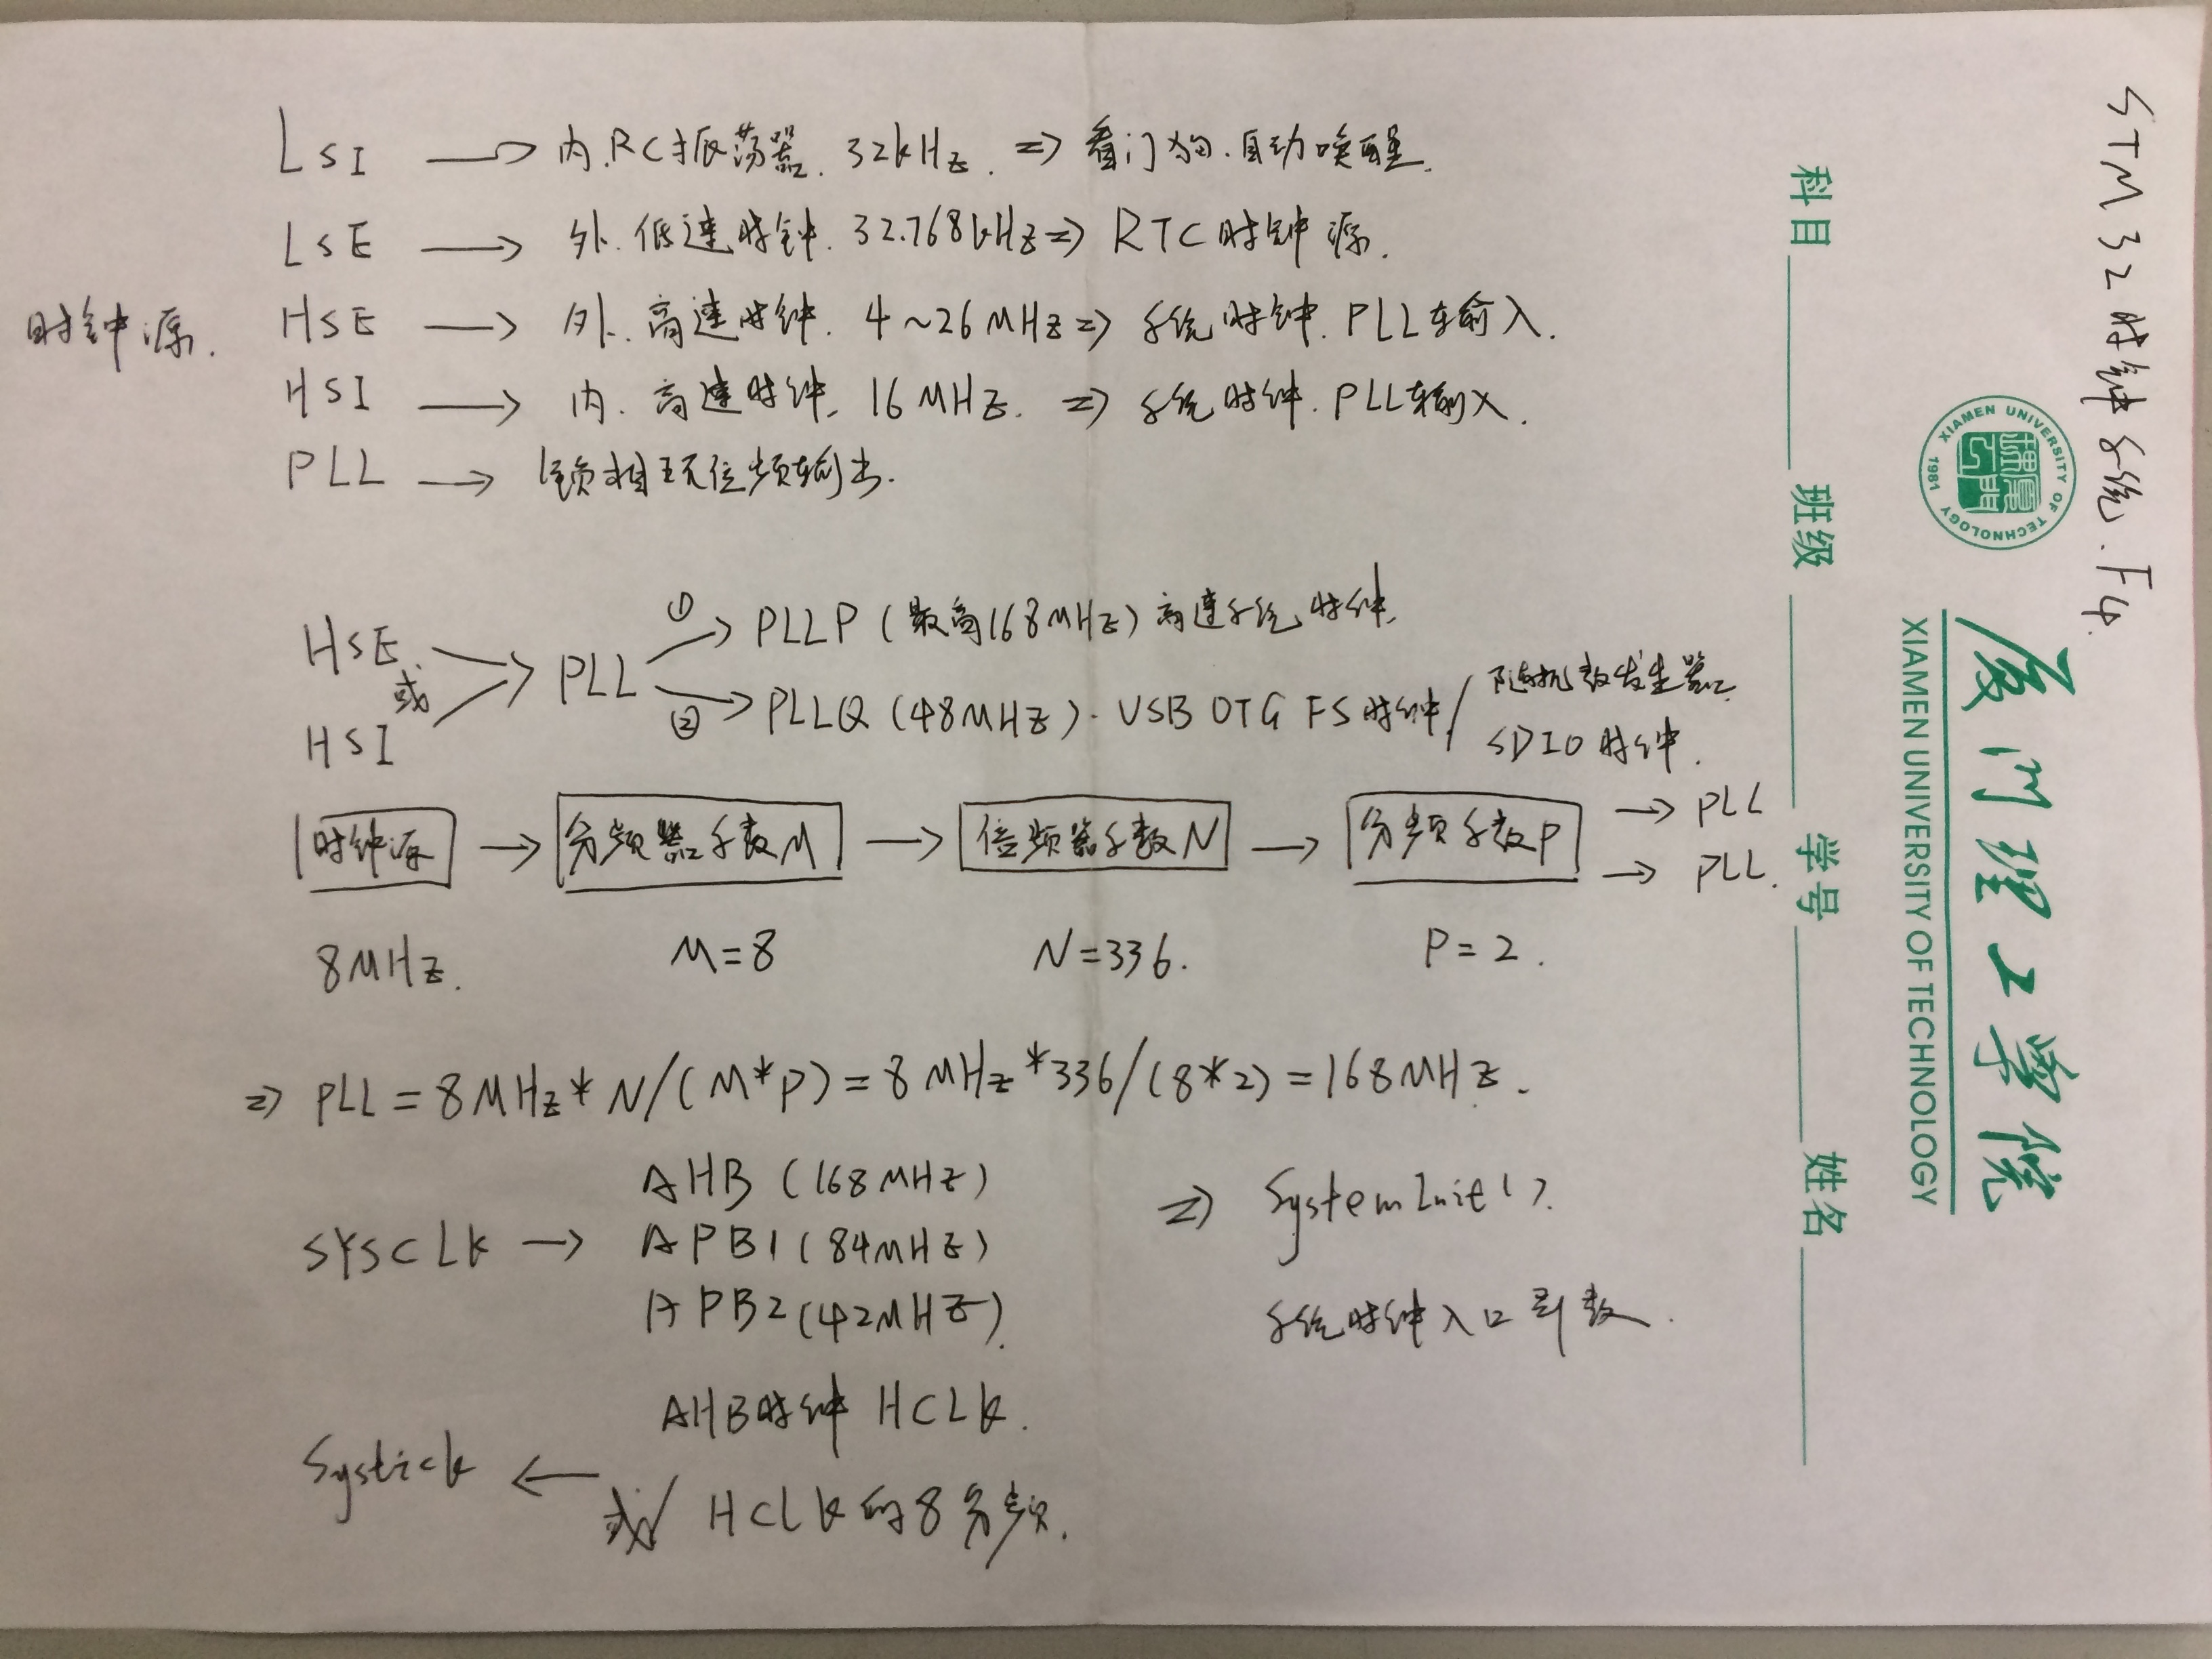 STM32时钟系统.F4.
LSI → 内.RC振荡器. 32kHz. ⇒ 看门狗.自动唤醒.
LSE → 外.低速时钟. 32.768kHz ⇒ RTC时钟源.
时钟源.
HSE → 外.高速时钟. 4~26MHz ⇒ 系统时钟.PLL输入.
HSI → 内.高速时钟. 16MHz. ⇒ 系统时钟.PLL输入.
PLL → 锁相环倍频输出.
① → PLLP (最高168MHz) 高速系统时钟.
HSE 或 HSI → PLL
② → PLLQ (48MHz). USB OTG FS时钟/
随机数发生器.
SDIO时钟.
时钟源 → 分频器系数M → 倍频器系数N → 分频系数P → PLL
→ PLL.
8MHz. M=8 N=336. P=2.
⇒ PLL=8MHz*N/(M*P)=8MHz*336/(8*2)=168MHz.
AHB (168MHz)
SYSCLK → APB1 (84MHz)
APB2 (42MHz).
⇒ SystemInit().
系统时钟入口函数.
AHB时钟 HCLK.
Systick ←
或/ HCLK的8分频.
科目 班级 学号 姓名
厦门理工学院
XIAMEN UNIVERSITY OF TECHNOLOGY
XIAMEN UNIVERSITY OF TECHNOLOGY 1981